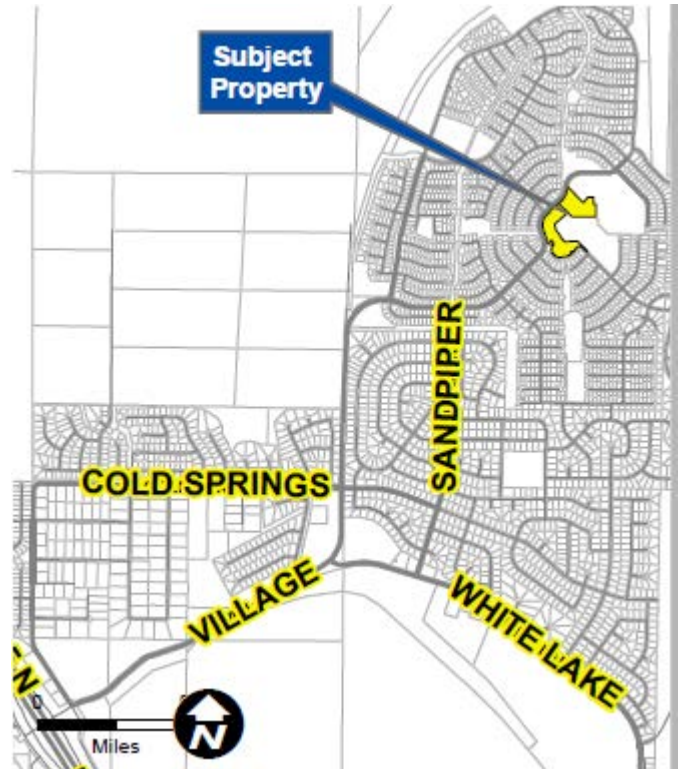 Subject
Property
SANDPIPER
COLD SPRINGS
VILLAGE
WHITE LAKE
N
0
Miles
N